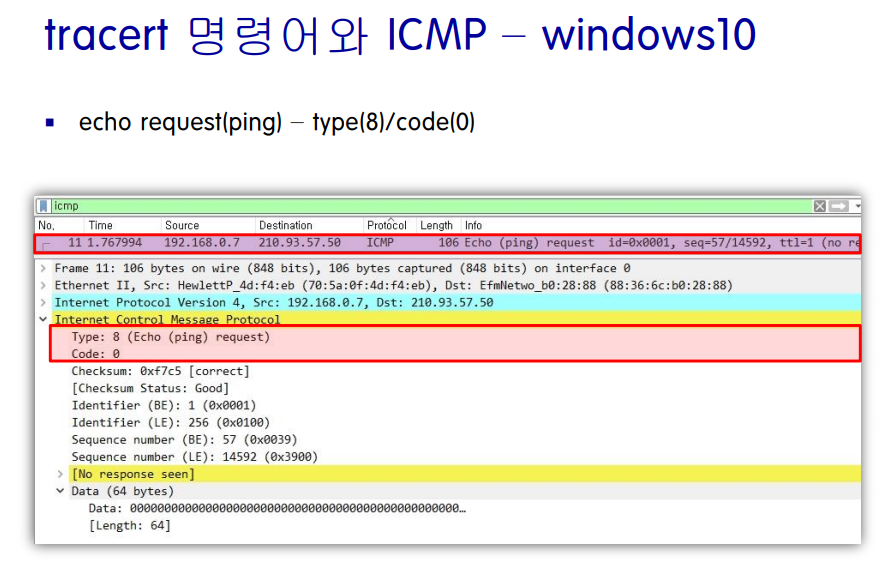 tracert 명령어와 ICMP – windows10
▪ echo request(ping) – type(8)/code(0)
icmp
No. Time Source Destination Protocol Length Info
11 1.767994 192.168.0.7 210.93.57.50 ICMP 106 Echo (ping) request id=0x0001, seq=57/14592, ttl=1 (no re
> Frame 11: 106 bytes on wire (848 bits), 106 bytes captured (848 bits) on interface 0
> Ethernet II, Src: HewlettP_4d:f4:eb (70:5a:0f:4d:f4:eb), Dst: EfmNetwo_b0:28:88 (88:36:6c:b0:28:88)
> Internet Protocol Version 4, Src: 192.168.0.7, Dst: 210.93.57.50
Internet Control Message Protocol
Type: 8 (Echo (ping) request)
Code: 0
Checksum: 0xf7c5 [correct]
[Checksum Status: Good]
Identifier (BE): 1 (0x0001)
Identifier (LE): 256 (0x0100)
Sequence number (BE): 57 (0x0039)
Sequence number (LE): 14592 (0x3900)
> [No response seen]
Data (64 bytes)
Data: 00000000000000000000000000000000000000000000…
[Length: 64]